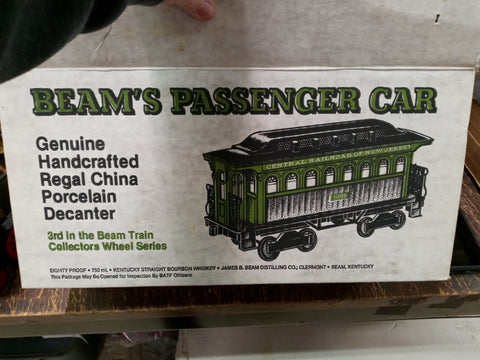 BEAM'S PASSENGER CAR
Genuine
Handcrafted
Regal China
Porcelain
Decanter
3rd in the Beam Train
Collectors Wheel Series
CENTRAL RAILROAD OF NEW JERSEY
EIGHTY PROOF • 750 ml. • KENTUCKY STRAIGHT BOURBON WHISKEY • JAMES B. BEAM DISTILLING CO., CLERMONT • BEAM, KENTUCKY
This Package May Be Opened for Inspection By BATF Officers